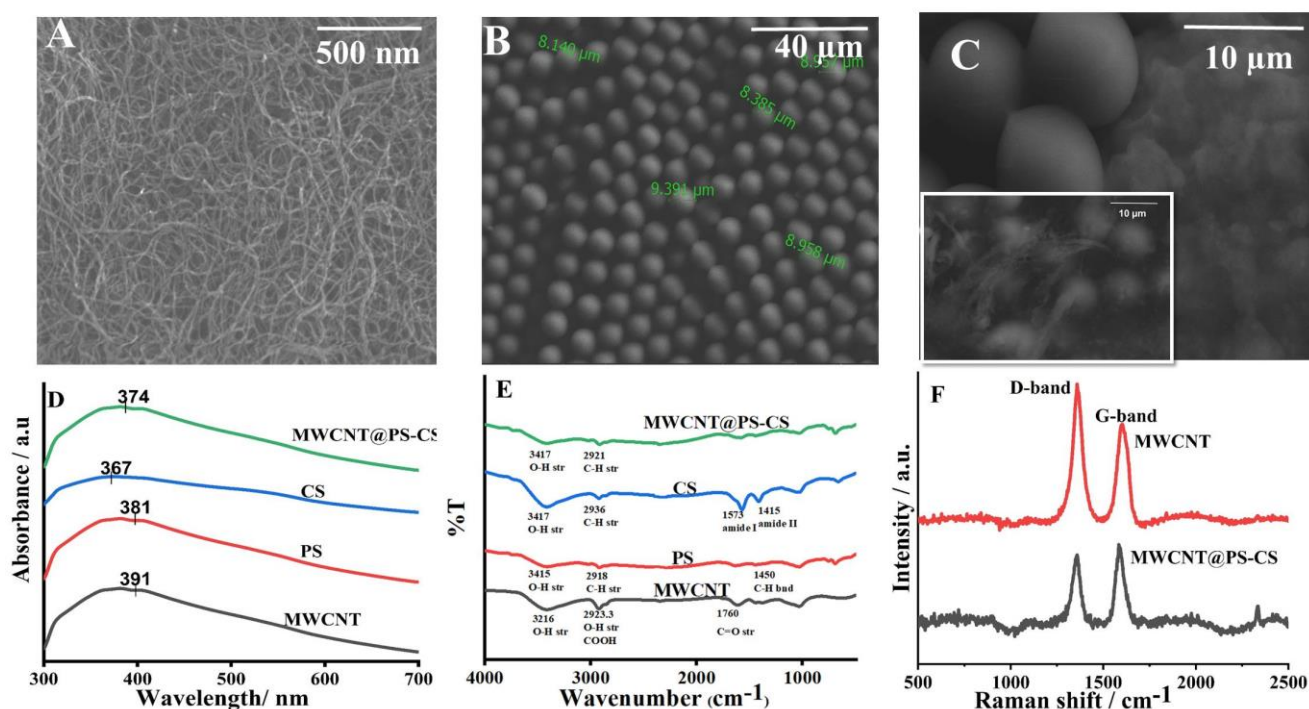 A
500 nm
B
40 µm
8.140 µm
8.957 µm
8.385 µm
9.391 µm
8.958 µm
C
10 µm
10 µm
D
374
MWCNT@PS-CS
367
CS
381
PS
391
MWCNT
Absorbance / a.u
300 400 500 600 700
Wavelength/ nm
E
MWCNT@PS-CS
3417
O-H str
2921
C-H str
CS
3417
O-H str
2936
C-H str
1573
amide I
1415
amide II
PS
3415
O-H str
2918
C-H str
1450
C-H bnd
MWCNT
3216
O-H str
2923.3
O-H str
COOH
1760
C=O str
%T
4000 3000 2000 1000
Wavenumber (cm-1)
F
D-band
G-band
MWCNT
MWCNT@PS-CS
Intensity / a.u.
500 1000 1500 2000 2500
Raman shift / cm-1